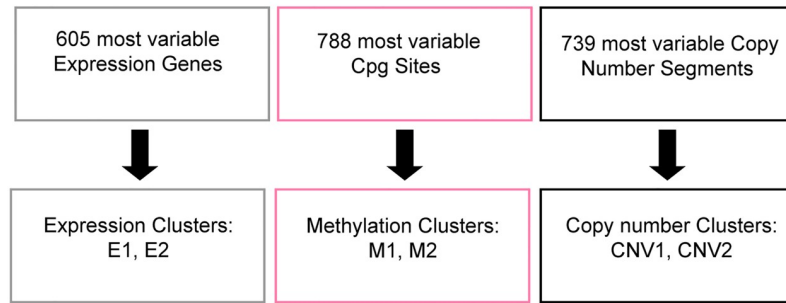 605 most variable
Expression Genes
788 most variable
Cpg Sites
739 most variable Copy
Number Segments
Expression Clusters:
E1, E2
Methylation Clusters:
M1, M2
Copy number Clusters:
CNV1, CNV2